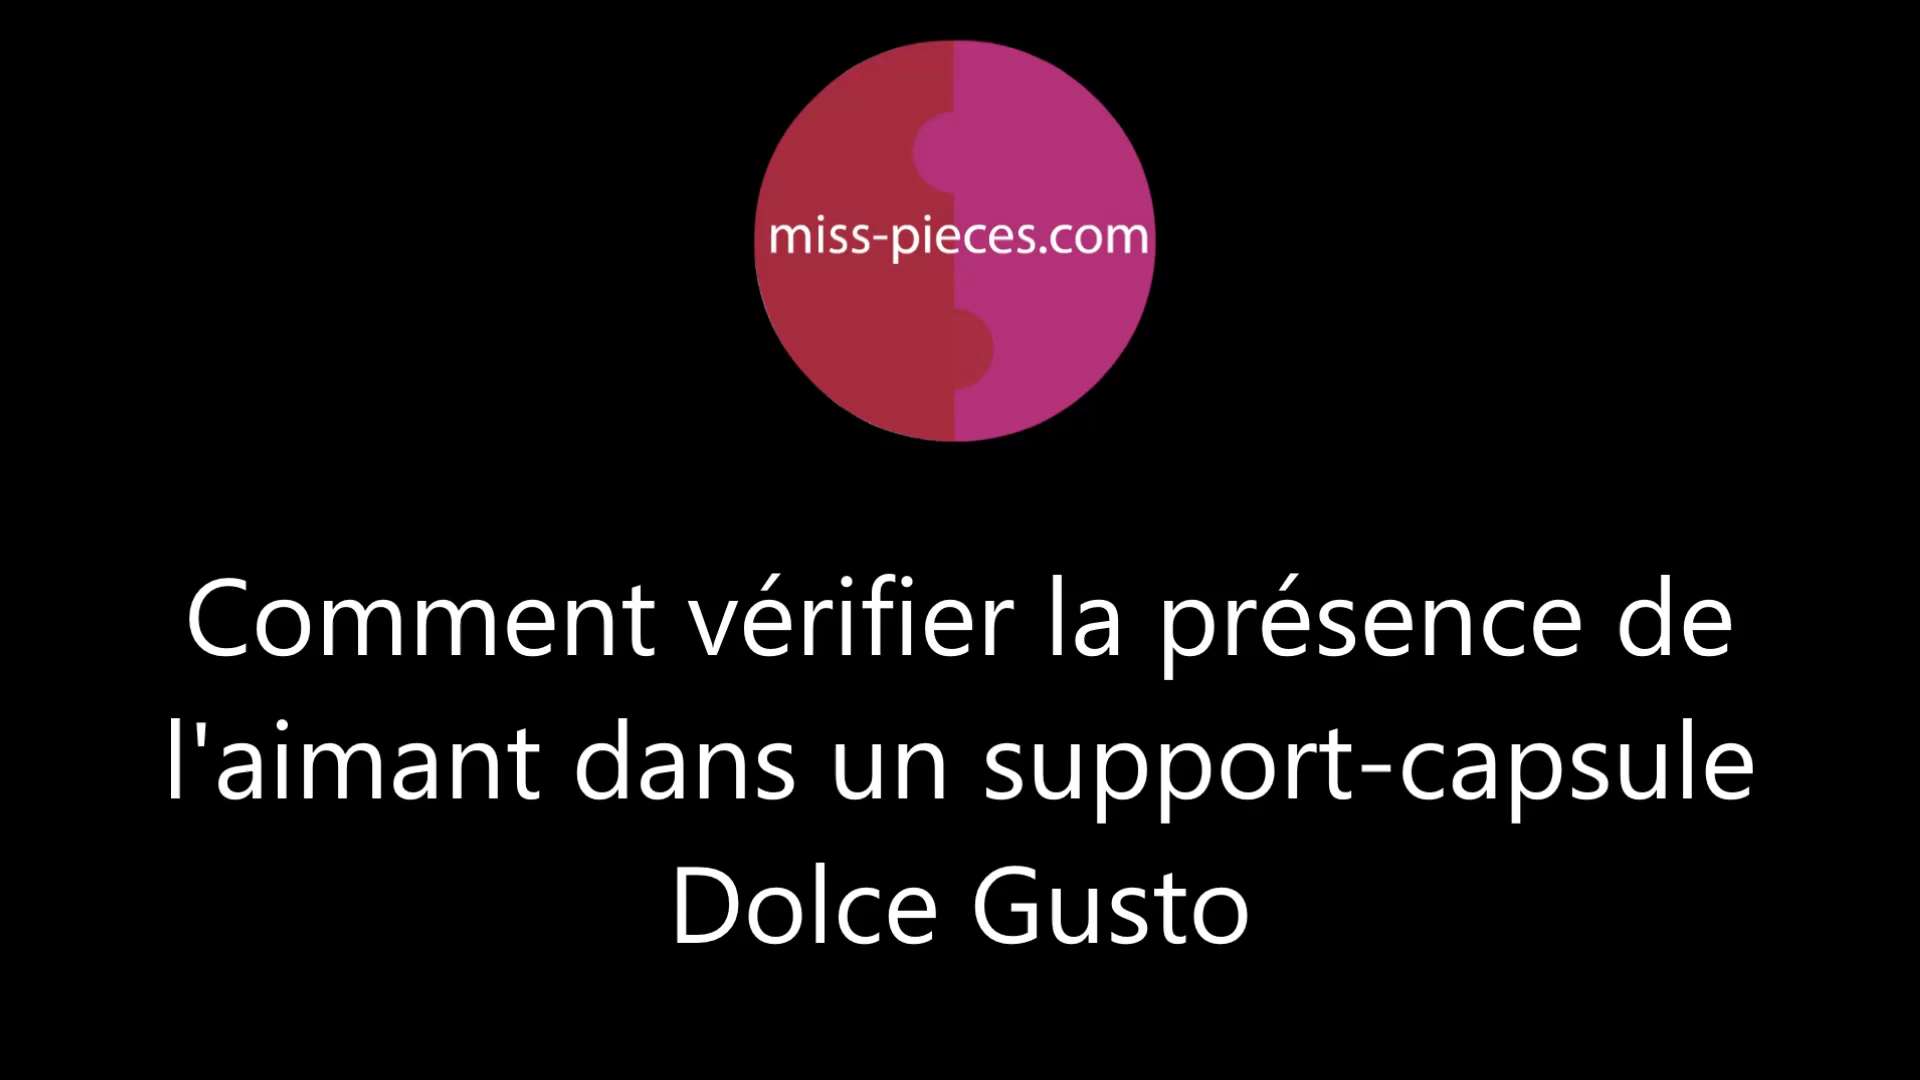 miss-pieces.com
Comment vérifier la présence de
l'aimant dans un support-capsule
Dolce Gusto